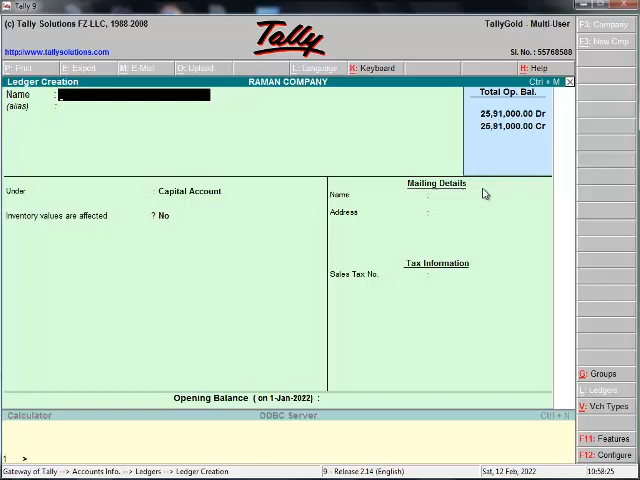 Tally 9
(c) Tally Solutions FZ-LLC, 1988-2008
http://www.tallysolutions.com
Tally
POWER OF SIMPLICITY
TallyGold - Multi-User
Sl. No.: 55768588
F3: Company
F3: New Cmp
P: Print E: Export M: E-Mail O: Upload L: Language K: Keyboard H: Help
Ledger Creation RAMAN COMPANY Ctrl + M
Name :
(alias) :
Total Op. Bal.
25,91,000.00 Dr
25,91,000.00 Cr
Under : Capital Account
Inventory values are affected ? No
Mailing Details
Name :
Address :
Tax Information
Sales Tax No. :
Opening Balance ( on 1-Jan-2022) :
G: Groups
L: Ledgers
V: Vch Types
F11: Features
F12: Configure
Calculator ODBC Server Ctrl + N
1 >
Gateway of Tally --> Accounts Info. --> Ledgers --> Ledger Creation 9 - Release 2.14 (English) Sat, 12 Feb, 2022 10:58:25